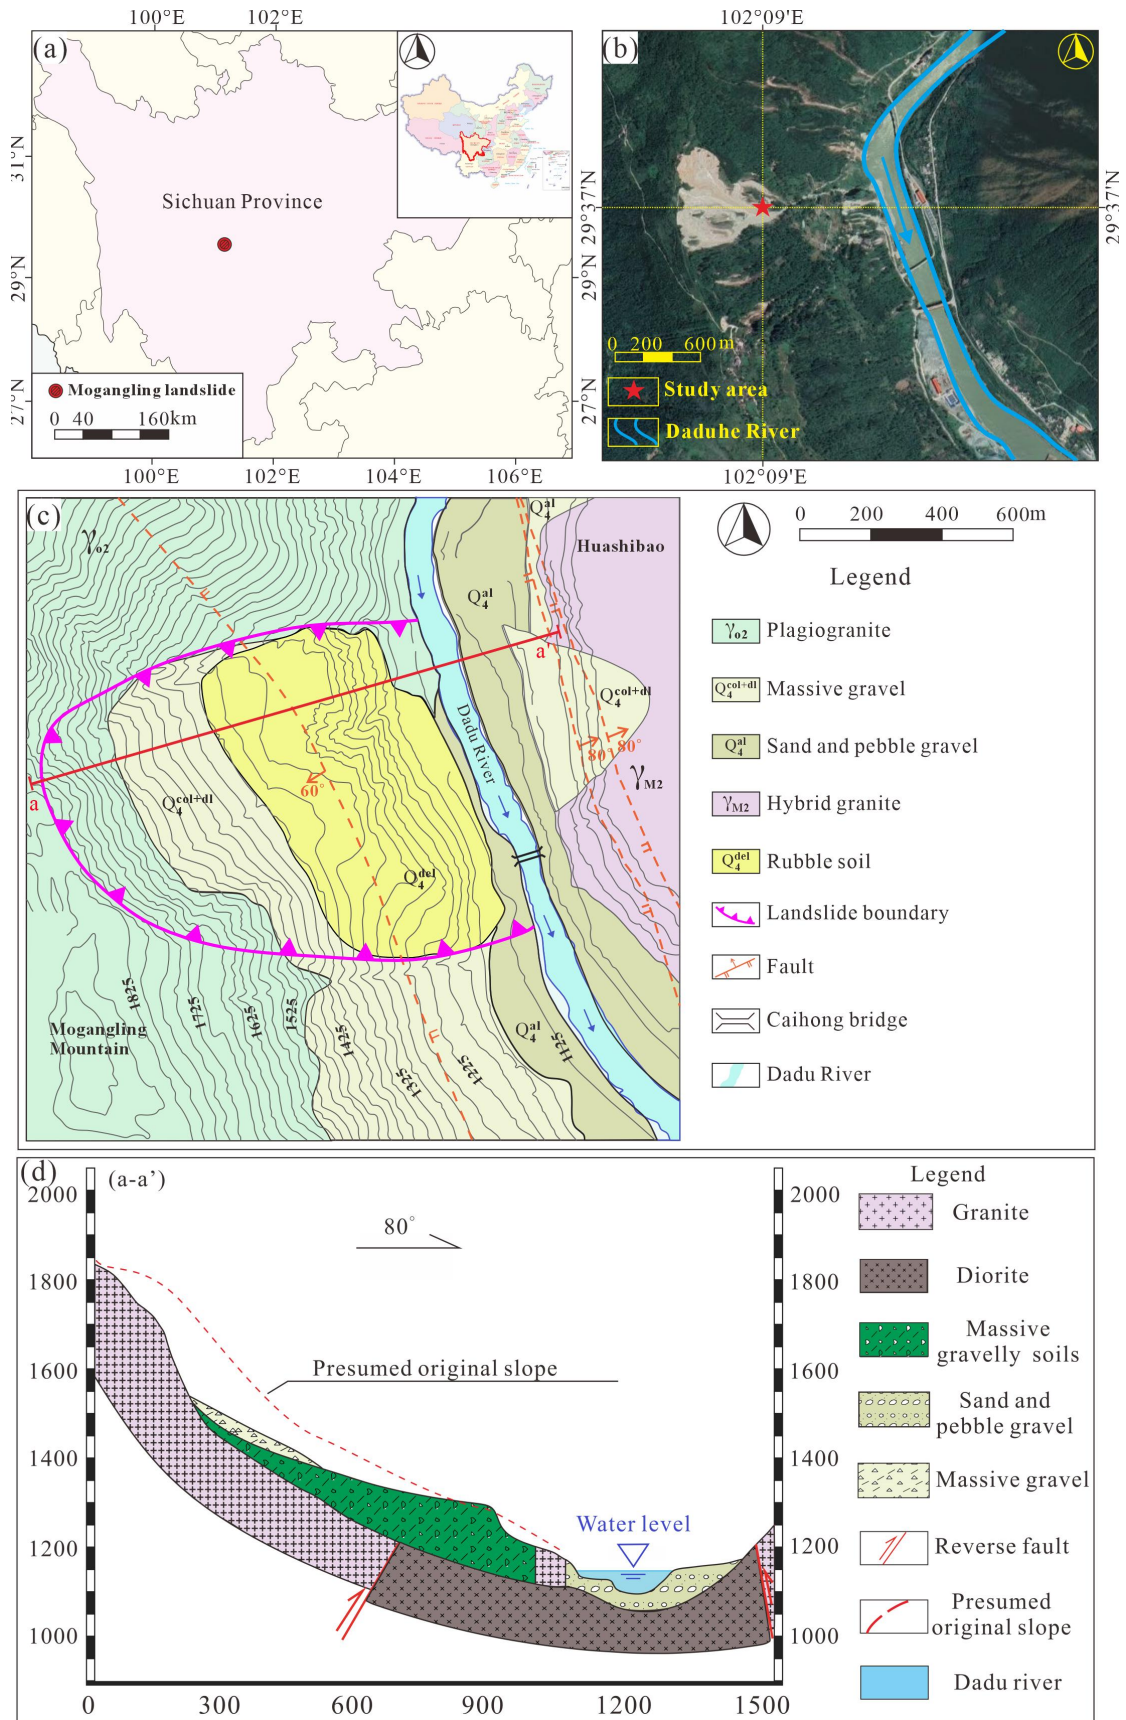 100°E
102°E
(a)
31°N
29°N
27°N
Sichuan Province
Mogangling landslide
0 40 160km
100°E
102°E
104°E
106°E
102°09'E
(b)
29°37'N
29°37'N
0 200 600m
Study area
Daduhe River
102°09'E
(c)
γo2
Q4al
Huashibao
Q4al
a'
Q4col+dl
80°
80°
γM2
Dadu River
a
Q4col+dl
60°
Q4del
Q4al
1825
1725
1625
1525
1425
1325
1225
1125
Mogangling
Mountain
0 200 400 600m
Legend
γo2 Plagiogranite
Q4col+dl Massive gravel
Q4al Sand and pebble gravel
γM2 Hybrid granite
Q4del Rubble soil
Landslide boundary
Fault
Caihong bridge
Dadu River
(d)
(a-a’)
80°
2000
1800
1600
1400
1200
1000
Presumed original slope
Water level
2000
1800
1600
1400
1200
1000
0 300 600 900 1200 1500
Legend
Granite
Diorite
Massive
gravelly soils
Sand and
pebble gravel
Massive gravel
Reverse fault
Presumed
original slope
Dadu river